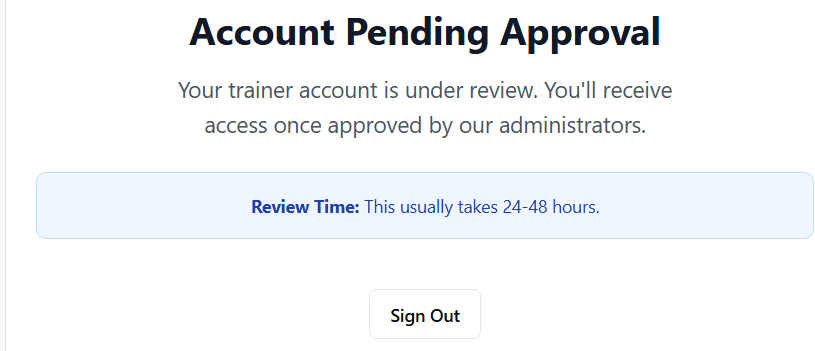 Account Pending Approval
Your trainer account is under review. You'll receive
access once approved by our administrators.
Review Time: This usually takes 24-48 hours.
Sign Out